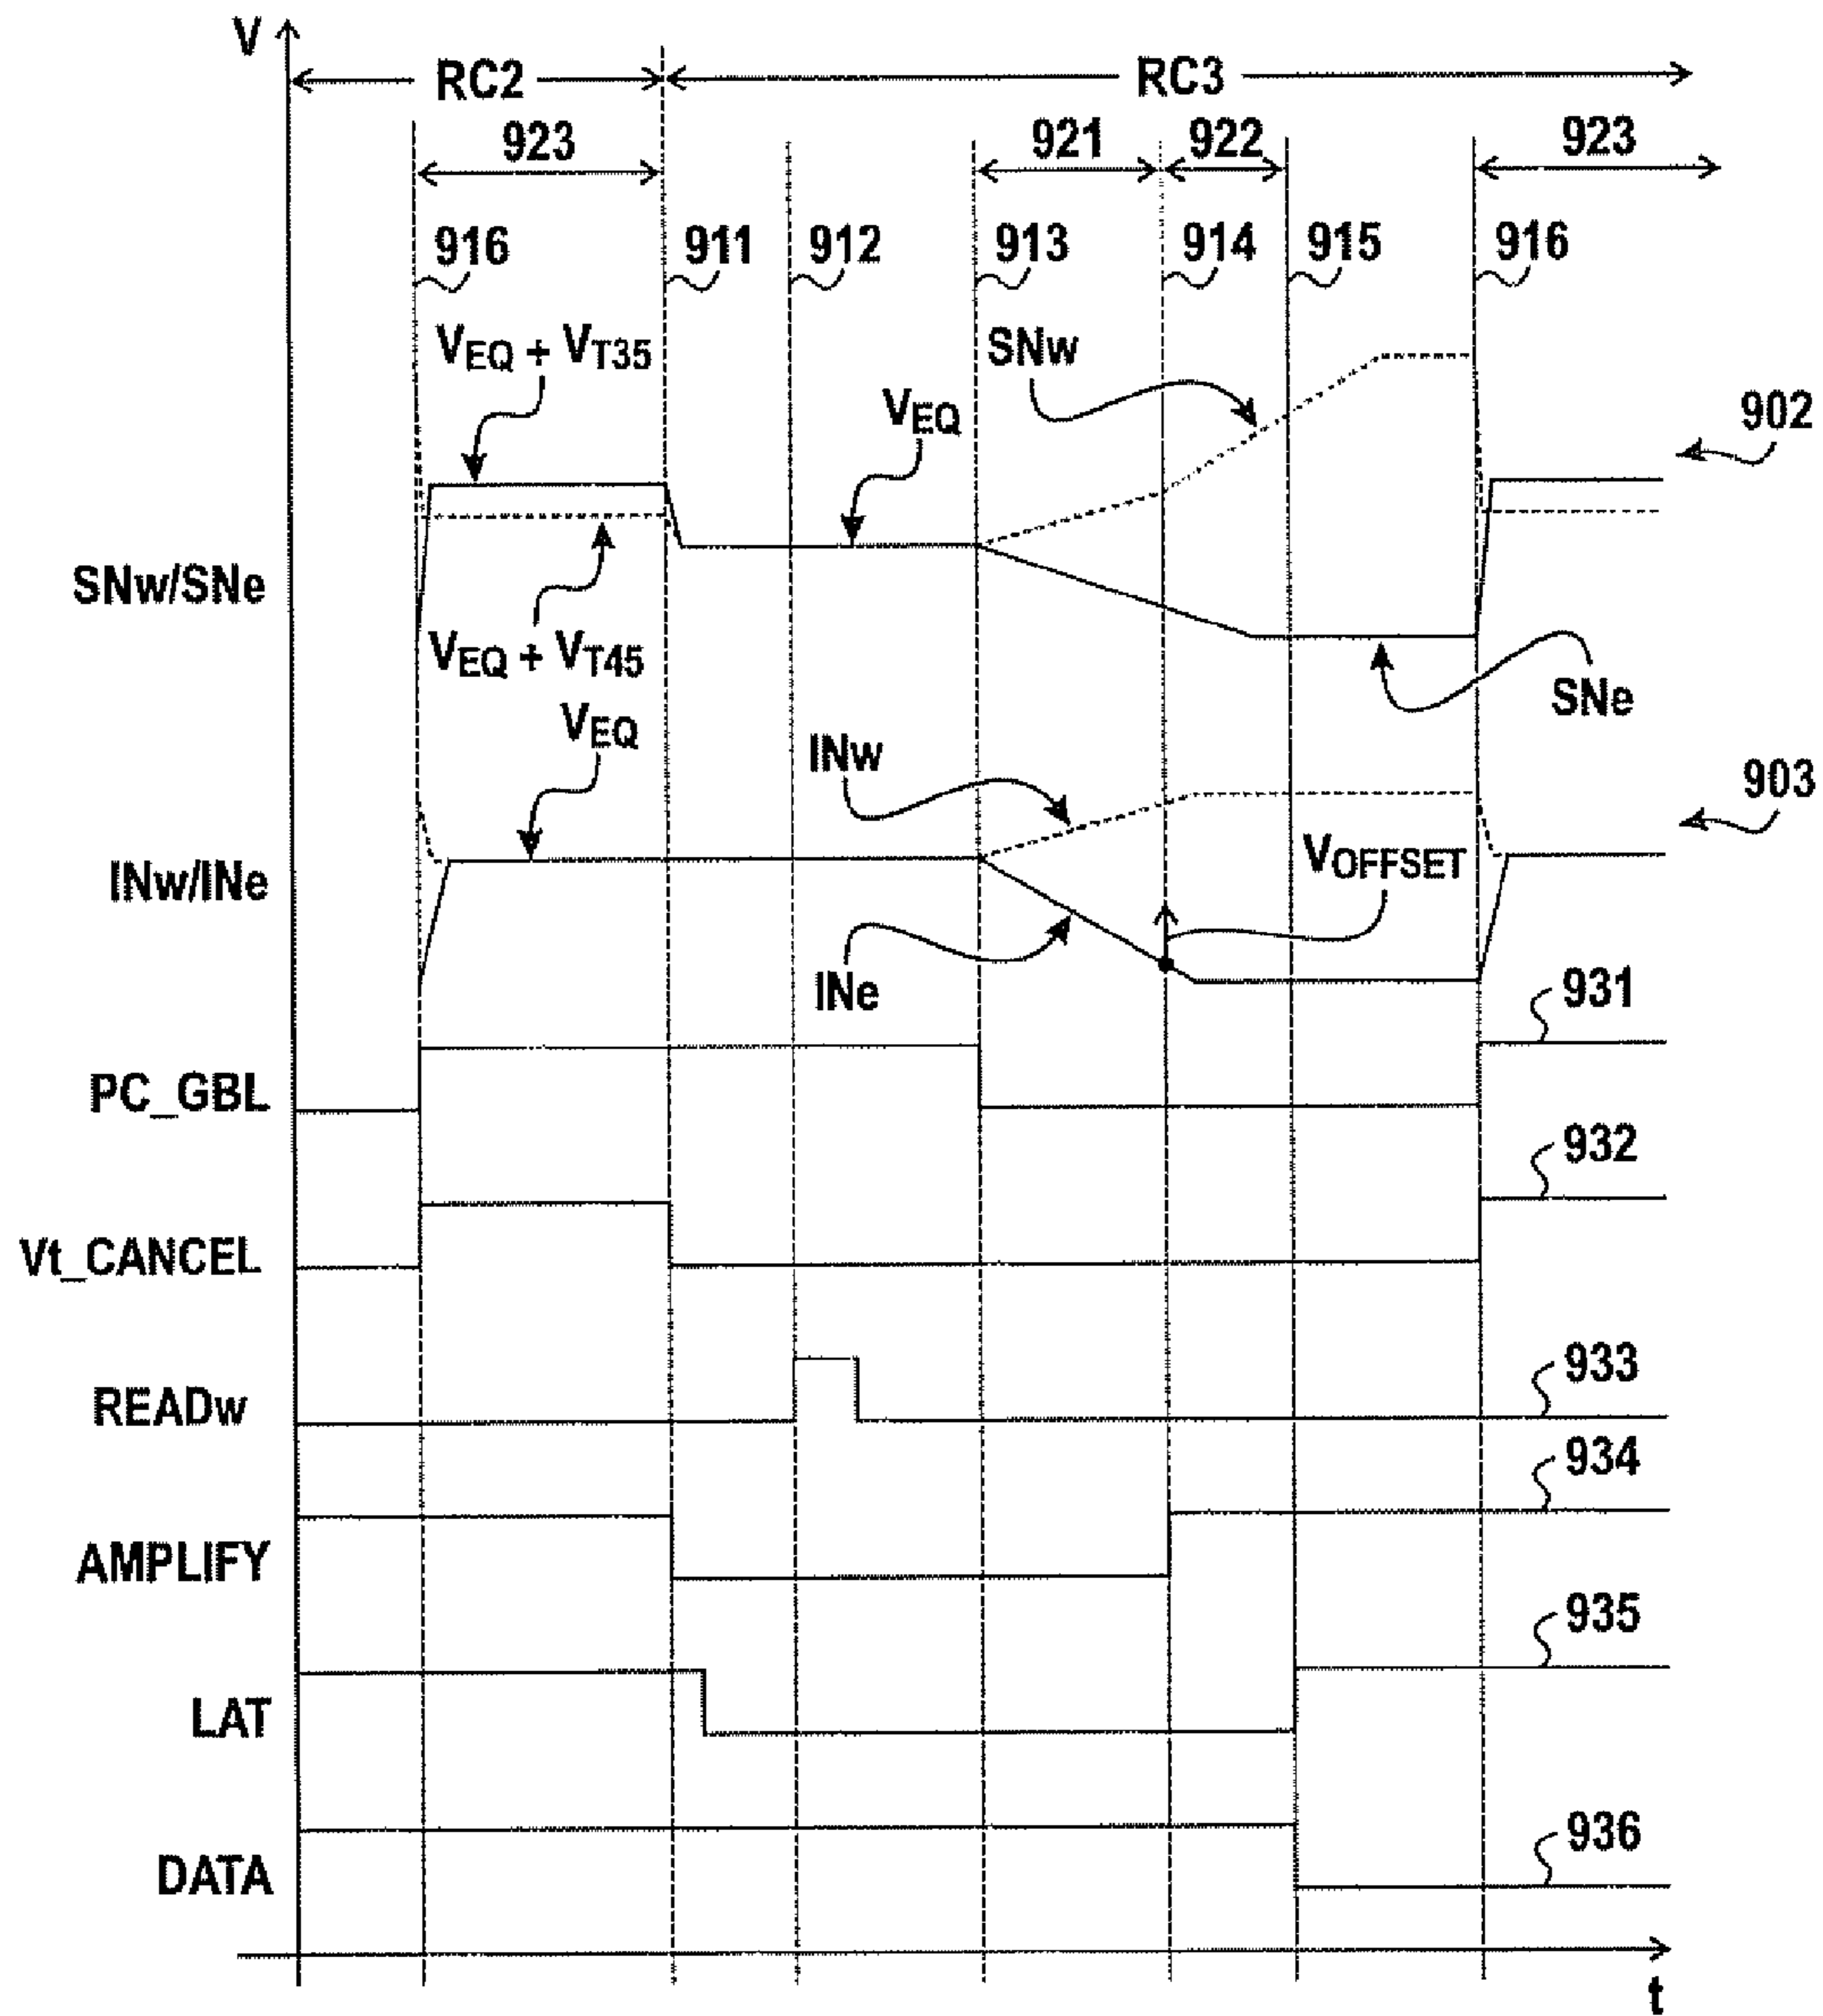 V
RC2
RC3
923
921
922
923
916
911
912
913
914
915
916
VEQ + VT35
SNw
VEQ
902
SNw/SNe
VEQ + VT45
SNe
VEQ
INw
903
VOFFSET
INw/INe
INe
931
PC_GBL
932
Vt_CANCEL
933
READw
934
AMPLIFY
935
LAT
936
DATA
t